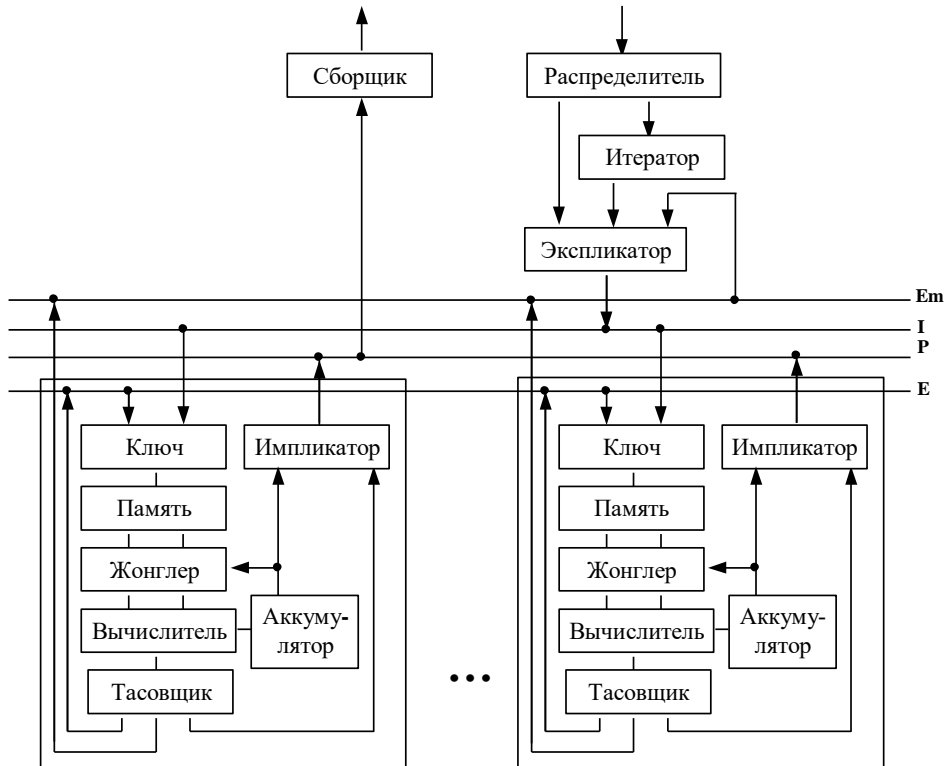 Сборщик
Распределитель
Итератор
Экспликатор
Em
I
P
E
Ключ
Импликатор
Память
Жонглер
Вычислитель
Аккуму-
лятор
Тасовщик
...
Ключ
Импликатор
Память
Жонглер
Вычислитель
Аккуму-
лятор
Тасовщик